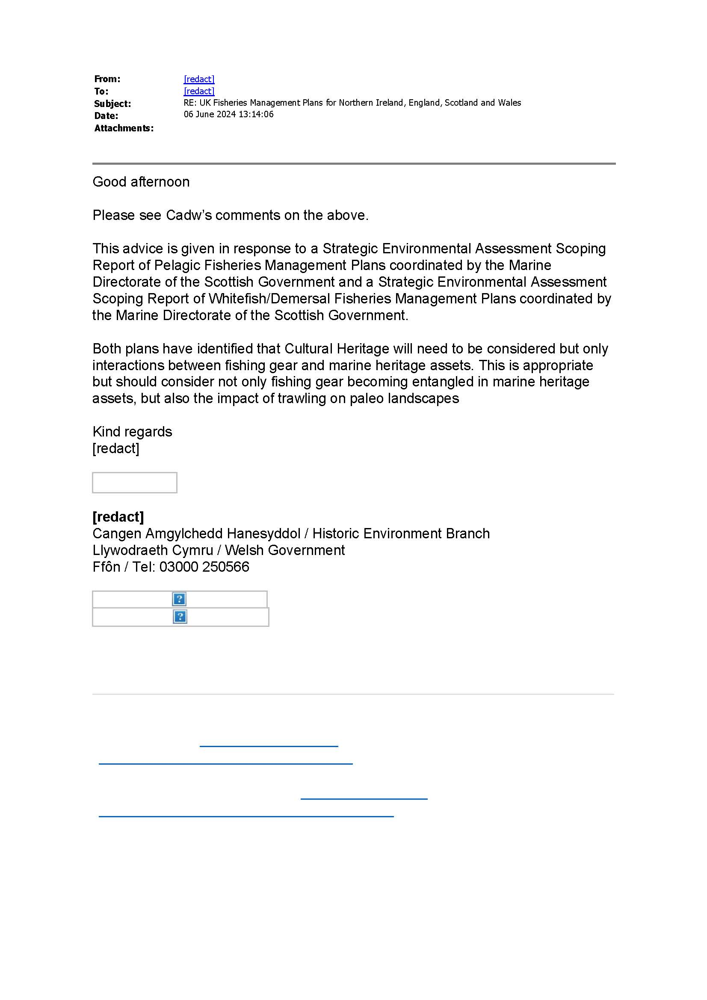 From: [redact]
To: [redact]
Subject: RE: UK Fisheries Management Plans for Northern Ireland, England, Scotland and Wales
Date: 06 June 2024 13:14:06
Attachments:
Good afternoon
Please see Cadw’s comments on the above.
This advice is given in response to a Strategic Environmental Assessment Scoping
Report of Pelagic Fisheries Management Plans coordinated by the Marine
Directorate of the Scottish Government and a Strategic Environmental Assessment
Scoping Report of Whitefish/Demersal Fisheries Management Plans coordinated by
the Marine Directorate of the Scottish Government.
Both plans have identified that Cultural Heritage will need to be considered but only
interactions between fishing gear and marine heritage assets. This is appropriate
but should consider not only fishing gear becoming entangled in marine heritage
assets, but also the impact of trawling on paleo landscapes
Kind regards
[redact]
[redact]
Cangen Amgylchedd Hanesyddol / Historic Environment Branch
Llywodraeth Cymru / Welsh Government
Ffôn / Tel: 03000 250566
?
?